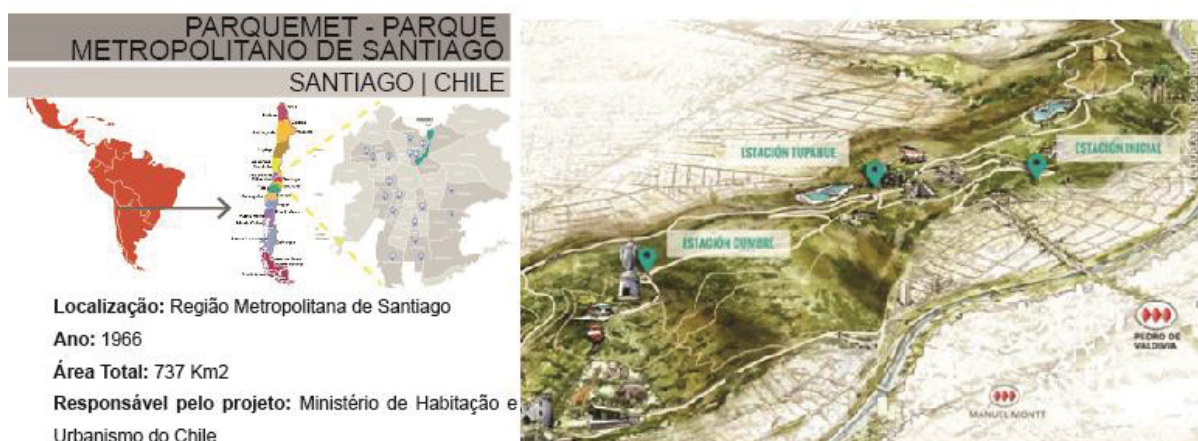 PARQUEMET - PARQUE
METROPOLITANO DE SANTIAGO
SANTIAGO | CHILE
Localização: Região Metropolitana de Santiago
Ano: 1966
Área Total: 737 Km2
Responsável pelo projeto: Ministério de Habitação e
Urbanismo do Chile
ESTACIÓN TUPAHUE
ESTACIÓN INICIAL
ESTACIÓN CUMBRE
PEDRO DE
VALDIVIA
MANUEL MONTT